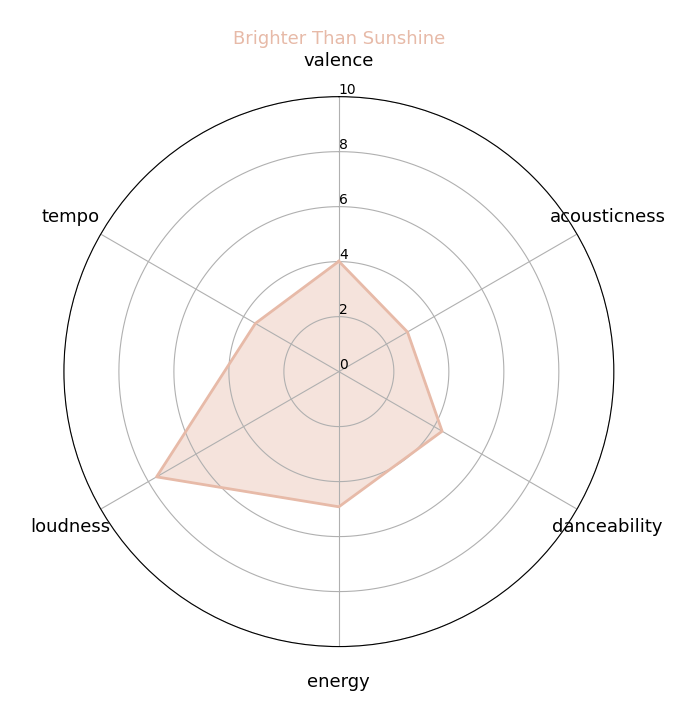 Brighter Than Sunshine
valence
10
8
6
4
2
0
tempo
acousticness
loudness
danceability
energy